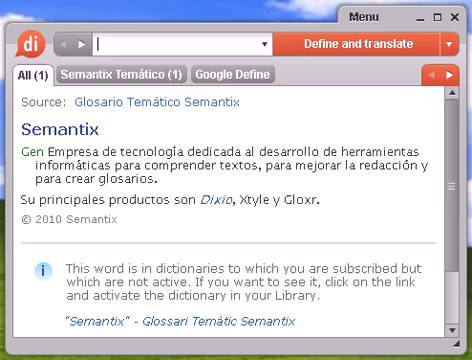 Menu
di
Define and translate
All (1) Semantix Temático (1) Google Define
Source: Glosario Temático Semantix
Semantix
Gen Empresa de tecnología dedicada al desarrollo de herramientas
informáticas para comprender textos, para mejorar la redacción y
para crear glosarios.
Su principales productos son Dixio, Xtyle y Gloxr.
© 2010 Semantix
i
This word is in dictionaries to which you are subscribed but
which are not active. If you want to see it, click on the link
and activate the dictionary in your Library.
"Semantix" - Glossari Temàtic Semantix